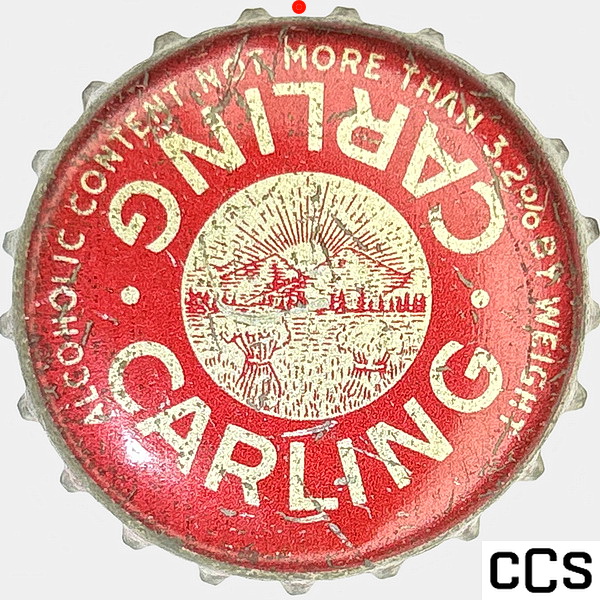 ALCOHOLIC CONTENT NOT MORE THAN 3.2% BY WEIGHT
CARLING
CARLING
CCS